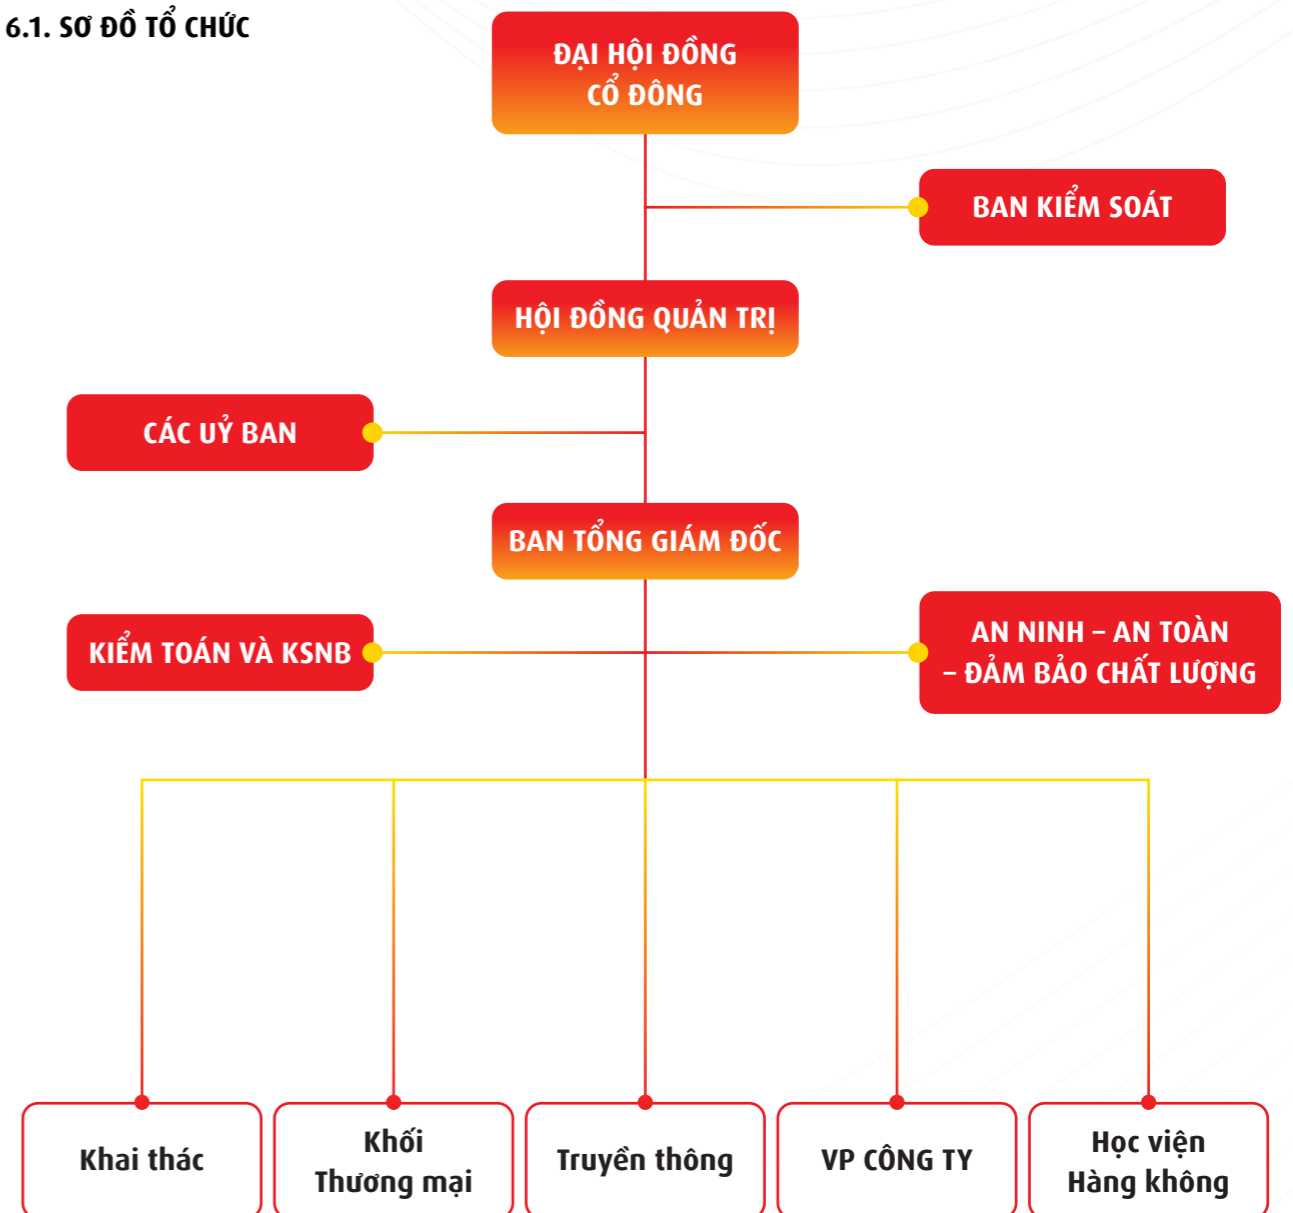 6.1. SƠ ĐỒ TỔ CHỨC
ĐẠI HỘI ĐỒNG
CỔ ĐÔNG
BAN KIỂM SOÁT
HỘI ĐỒNG QUẢN TRỊ
CÁC UỶ BAN
BAN TỔNG GIÁM ĐỐC
KIỂM TOÁN VÀ KSNB
AN NINH – AN TOÀN
– ĐẢM BẢO CHẤT LƯỢNG
Khai thác
Khối
Thương mại
Truyền thông
VP CÔNG TY
Học viện
Hàng không